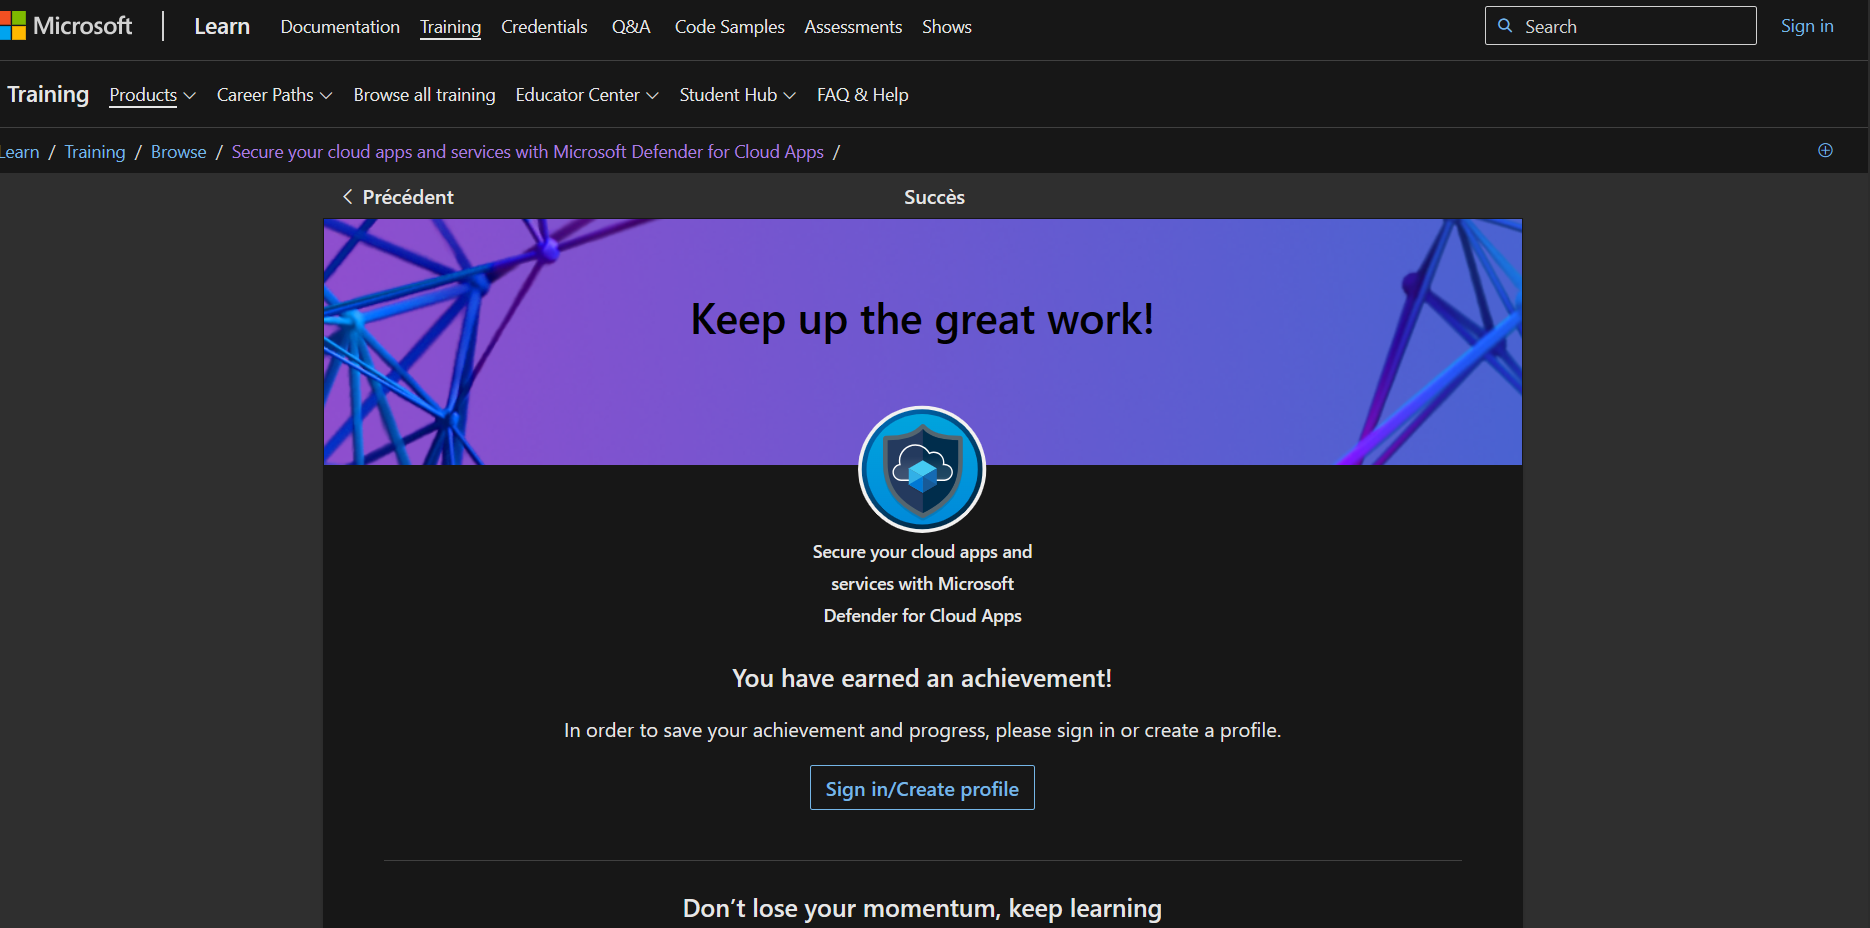 Microsoft Learn Documentation Training Credentials Q&A Code Samples Assessments Shows Search Sign in
Training Products Career Paths Browse all training Educator Center Student Hub FAQ & Help
Learn / Training / Browse / Secure your cloud apps and services with Microsoft Defender for Cloud Apps /
Précédent Succès
Keep up the great work!
Secure your cloud apps and
services with Microsoft
Defender for Cloud Apps
You have earned an achievement!
In order to save your achievement and progress, please sign in or create a profile.
Sign in/Create profile
Don’t lose your momentum, keep learning